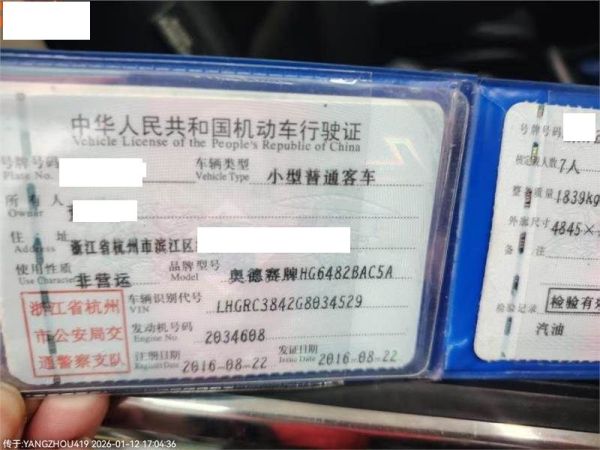 中华人民共和国机动车行驶证
Vehicle License of the People's Republic of China
号牌号码
Plate No.
车辆类型
Vehicle Type
小型普通客车
所有人
Owner
住址
Address
浙江省杭州市滨江区
使用性质
Use Character
非营运
品牌型号
Model
奥德赛牌HG6482BAC5A
浙江省杭州
市公安局交
通警察支队
车辆识别代号
VIN
LHGRC3842G8034529
发动机号码
Engine No.
2034608
注册日期
Register Date
2016-08-22
发证日期
Issue Date
2016-08-22
号牌号码
核定载人数 7人
整备质量 1839kg
外廓尺寸 4845×
备注
检验记录
检验有效
汽油
传于:YANGZHOU419 2026-01-12 17:04:36